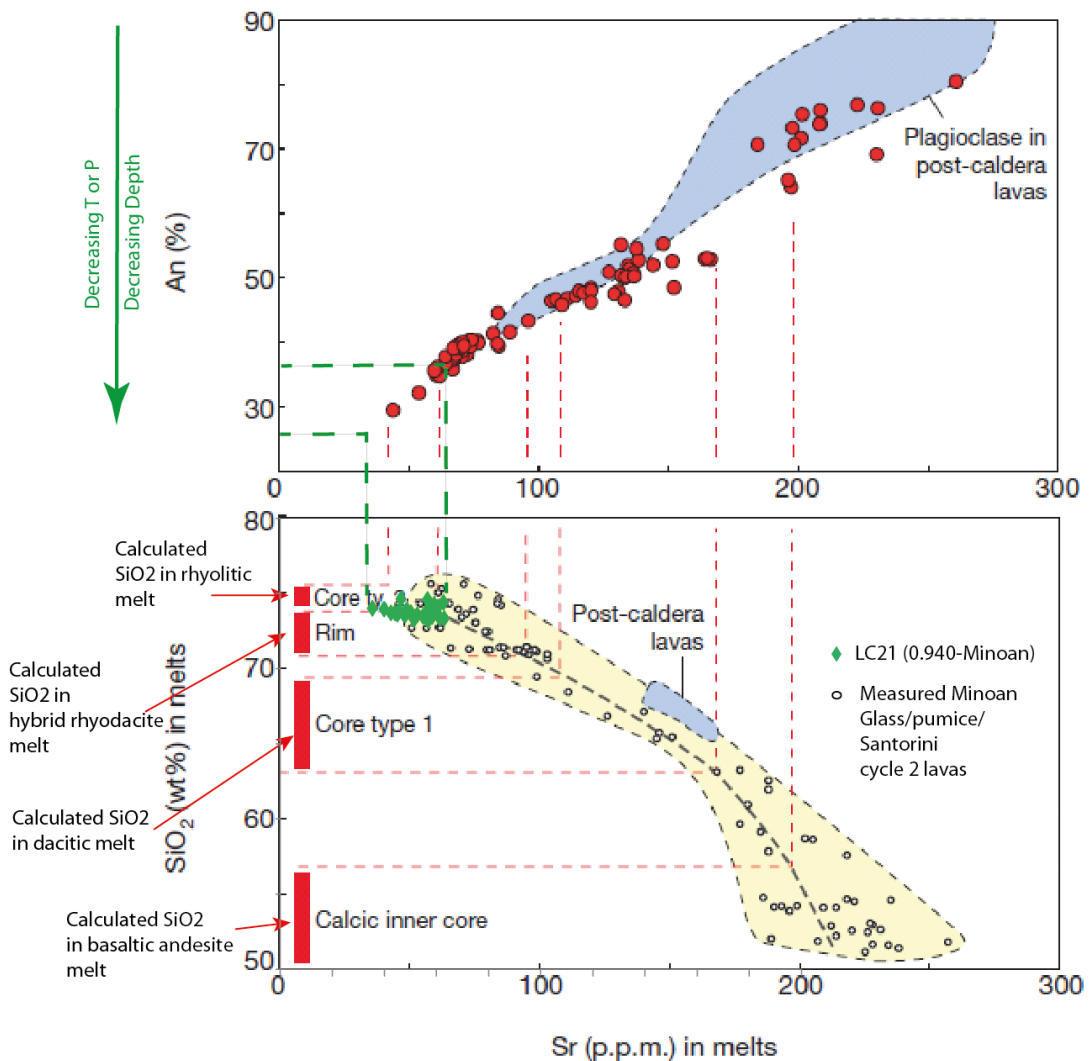 90
70
50
30
An (%)
Decreasing T or P
Decreasing Depth
Plagioclase in
post-caldera
lavas
0
100
200
300
80
70
60
50
SiO2 (wt%) in melts
Calculated
SiO2 in rhyolitic
melt
Core ty
Rim
Calculated
SiO2 in
hybrid rhyodacite
melt
Core type 1
Calculated SiO2
in dacitic melt
Calcic inner core
Calculated SiO2
in basaltic andesite
melt
Post-caldera
lavas
LC21 (0.940-Minoan)
Measured Minoan
Glass/pumice/
Santorini
cycle 2 lavas
0
100
200
300
Sr (p.p.m.) in melts